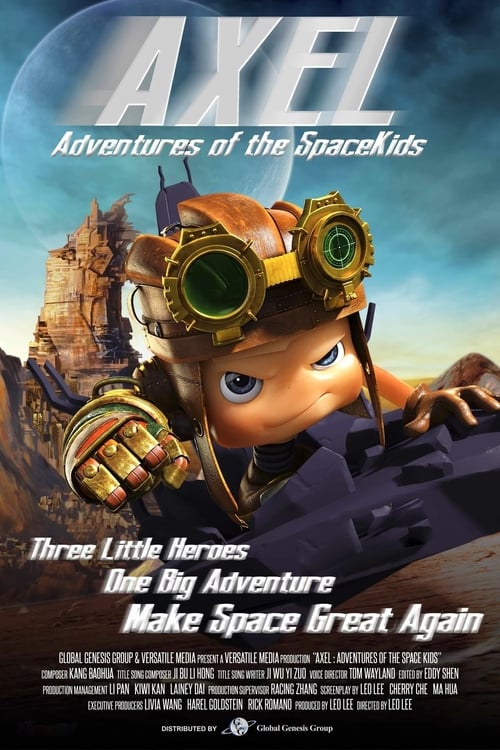 AXEL
Adventures of the SpaceKids
Three Little Heroes
One Big Adventure
Make Space Great Again
GLOBAL GENESIS GROUP & VERSATILE MEDIA PRESENT A VERSATILE MEDIA PRODUCTION "AXEL : ADVENTURES OF THE SPACE KIDS"
COMPOSER KANG BAOHUA TITLE SONG COMPOSER JI BU LI HONG TITLE SONG WRITER JI WU YI ZUO VOICE DIRECTOR TOM WAYLAND EDITED BY EDDY SHEN
PRODUCTION MANAGEMENT LI PAN KIWI KAN LAINEY DAI PRODUCTION SUPERVISOR RACING ZHANG SCREENPLAY BY LEO LEE CHERRY CHE MA HUA
EXECUTIVE PRODUCERS LIVIA WANG HAREL GOLDSTEIN RICK ROMANO PRODUCED BY LEO LEE DIRECTED BY LEO LEE
DISTRIBUTED BY Global Genesis Group